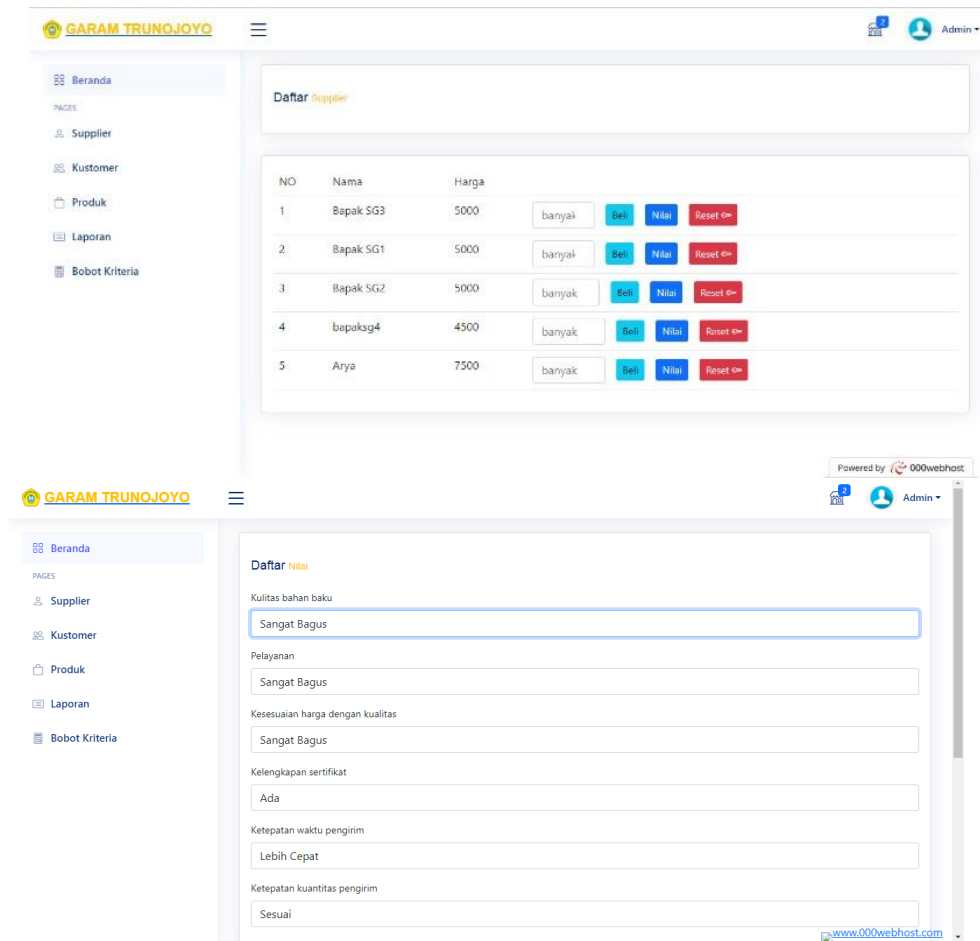 GARAM TRUNOJOYO
2
Admin
Beranda
PAGES
Supplier
Kustomer
Produk
Laporan
Bobot Kriteria
Daftar Supplier
NO Nama Harga
1 Bapak SG3 5000 banyak Beli Nilai Reset
2 Bapak SG1 5000 banyak Beli Nilai Reset
3 Bapak SG2 5000 banyak Beli Nilai Reset
4 bapaksg4 4500 banyak Beli Nilai Reset
5 Arya 7500 banyak Beli Nilai Reset
Powered by 000webhost
GARAM TRUNOJOYO
2
Admin
Beranda
PAGES
Supplier
Kustomer
Produk
Laporan
Bobot Kriteria
Daftar Nilai
Kulitas bahan baku
Sangat Bagus
Pelayanan
Sangat Bagus
Kesesuaian harga dengan kualitas
Sangat Bagus
Kelengkapan sertifikat
Ada
Ketepatan waktu pengirim
Lebih Cepat
Ketepatan kuantitas pengirim
Sesuai
www.000webhost.com